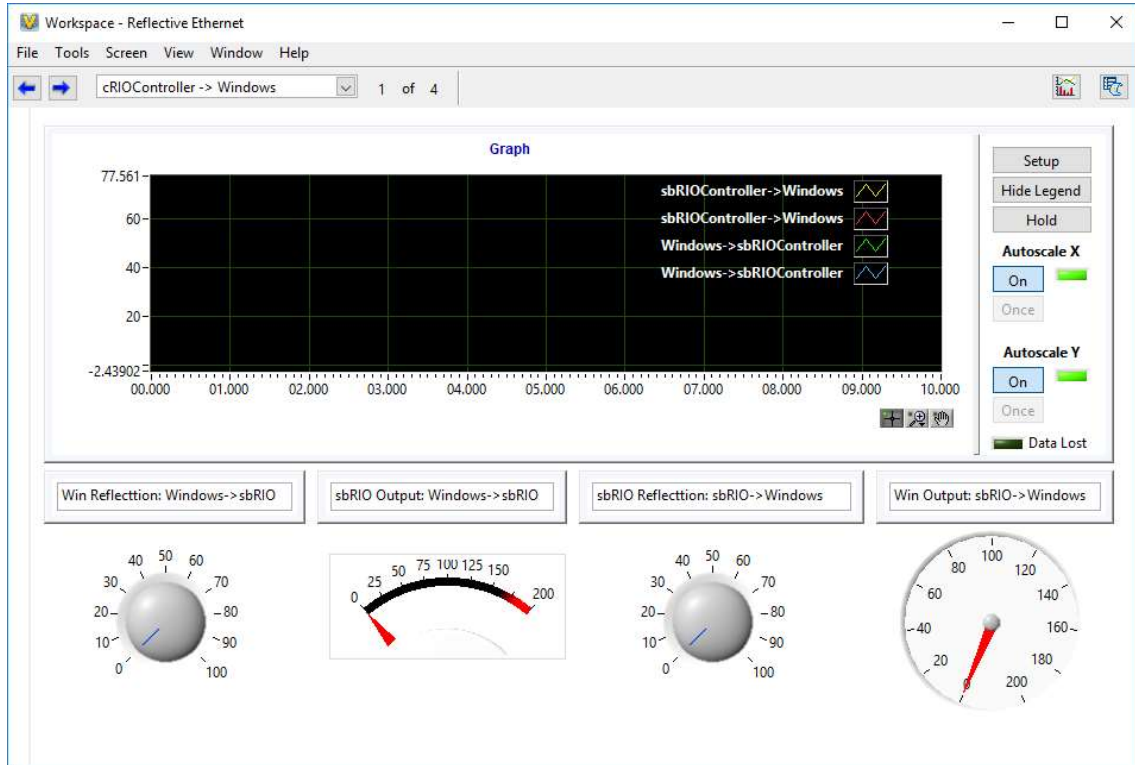 Workspace - Reflective Ethernet
File Tools Screen View Window Help
cRIOController -> Windows 1 of 4
Graph
77.561
60
40
20
-2.43902
00.000 01.000 02.000 03.000 04.000 05.000 06.000 07.000 08.000 09.000 10.000
sbRIOController->Windows
sbRIOController->Windows
Windows->sbRIOController
Windows->sbRIOController
Setup
Hide Legend
Hold
Autoscale X
On
Once
Autoscale Y
On
Once
Data Lost
Win Reflecttion: Windows->sbRIO
sbRIO Output: Windows->sbRIO
sbRIO Reflecttion: sbRIO->Windows
Win Output: sbRIO->Windows
0 10 20 30 40 50 60 70 80 90 100
0 25 50 75 100 125 150 200
0 10 20 30 40 50 60 70 80 90 100
0 20 40 60 80 100 120 140 160 180 200